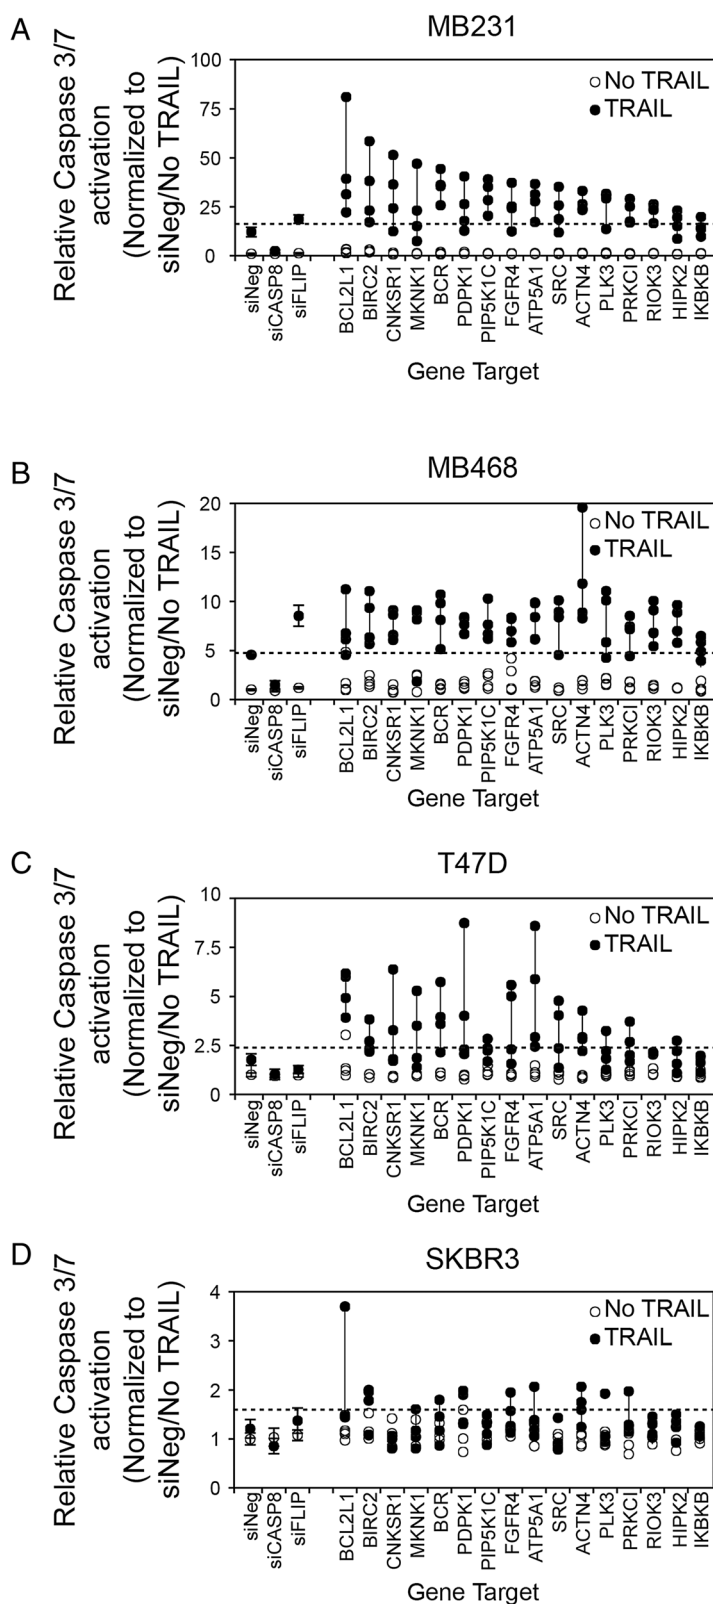 A
MB231
Relative Caspase 3/7
activation
(Normalized to
siNeg/No TRAIL)
100
75
50
25
0
No TRAIL
TRAIL
siNeg
siCASP8
siFLIP
BCL2L1
BIRC2
CNKSR1
MKNK1
BCR
PDPK1
PIP5K1C
FGFR4
ATP5A1
SRC
ACTN4
PLK3
PRKCI
RIOK3
HIPK2
IKBKB
Gene Target
B
MB468
Relative Caspase 3/7
activation
(Normalized to
siNeg/No TRAIL)
20
15
10
5
0
No TRAIL
TRAIL
siNeg
siCASP8
siFLIP
BCL2L1
BIRC2
CNKSR1
MKNK1
BCR
PDPK1
PIP5K1C
FGFR4
ATP5A1
SRC
ACTN4
PLK3
PRKCI
RIOK3
HIPK2
IKBKB
Gene Target
C
T47D
Relative Caspase 3/7
activation
(Normalized to
siNeg/No TRAIL)
10
7.5
5
2.5
0
No TRAIL
TRAIL
siNeg
siCASP8
siFLIP
BCL2L1
BIRC2
CNKSR1
MKNK1
BCR
PDPK1
PIP5K1C
FGFR4
ATP5A1
SRC
ACTN4
PLK3
PRKCI
RIOK3
HIPK2
IKBKB
Gene Target
D
SKBR3
Relative Caspase 3/7
activation
(Normalized to
siNeg/No TRAIL)
4
3
2
1
0
No TRAIL
TRAIL
siNeg
siCASP8
siFLIP
BCL2L1
BIRC2
CNKSR1
MKNK1
BCR
PDPK1
PIP5K1C
FGFR4
ATP5A1
SRC
ACTN4
PLK3
PRKCI
RIOK3
HIPK2
IKBKB
Gene Target